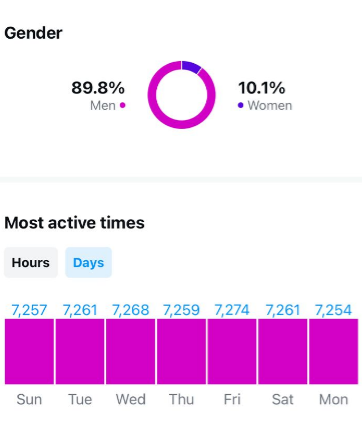 Gender
89.8%
Men
10.1%
Women
Most active times
Hours Days
7,257 7,261 7,268 7,259 7,274 7,261 7,254
Sun Tue Wed Thu Fri Sat Mon